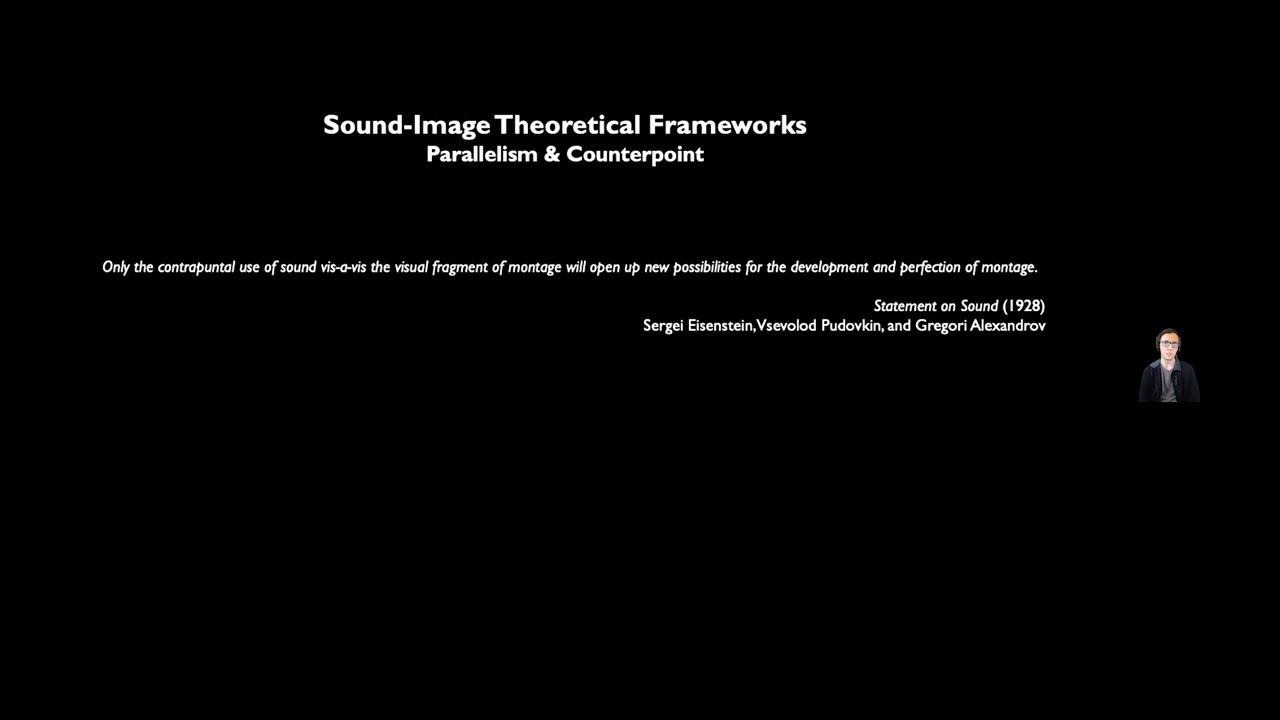 Sound-Image Theoretical Frameworks
Parallelism & Counterpoint
Only the contrapuntal use of sound vis-a-vis the visual fragment of montage will open up new possibilities for the development and perfection of montage.
Statement on Sound (1928)
Sergei Eisenstein, Vsevolod Pudovkin, and Gregori Alexandrov